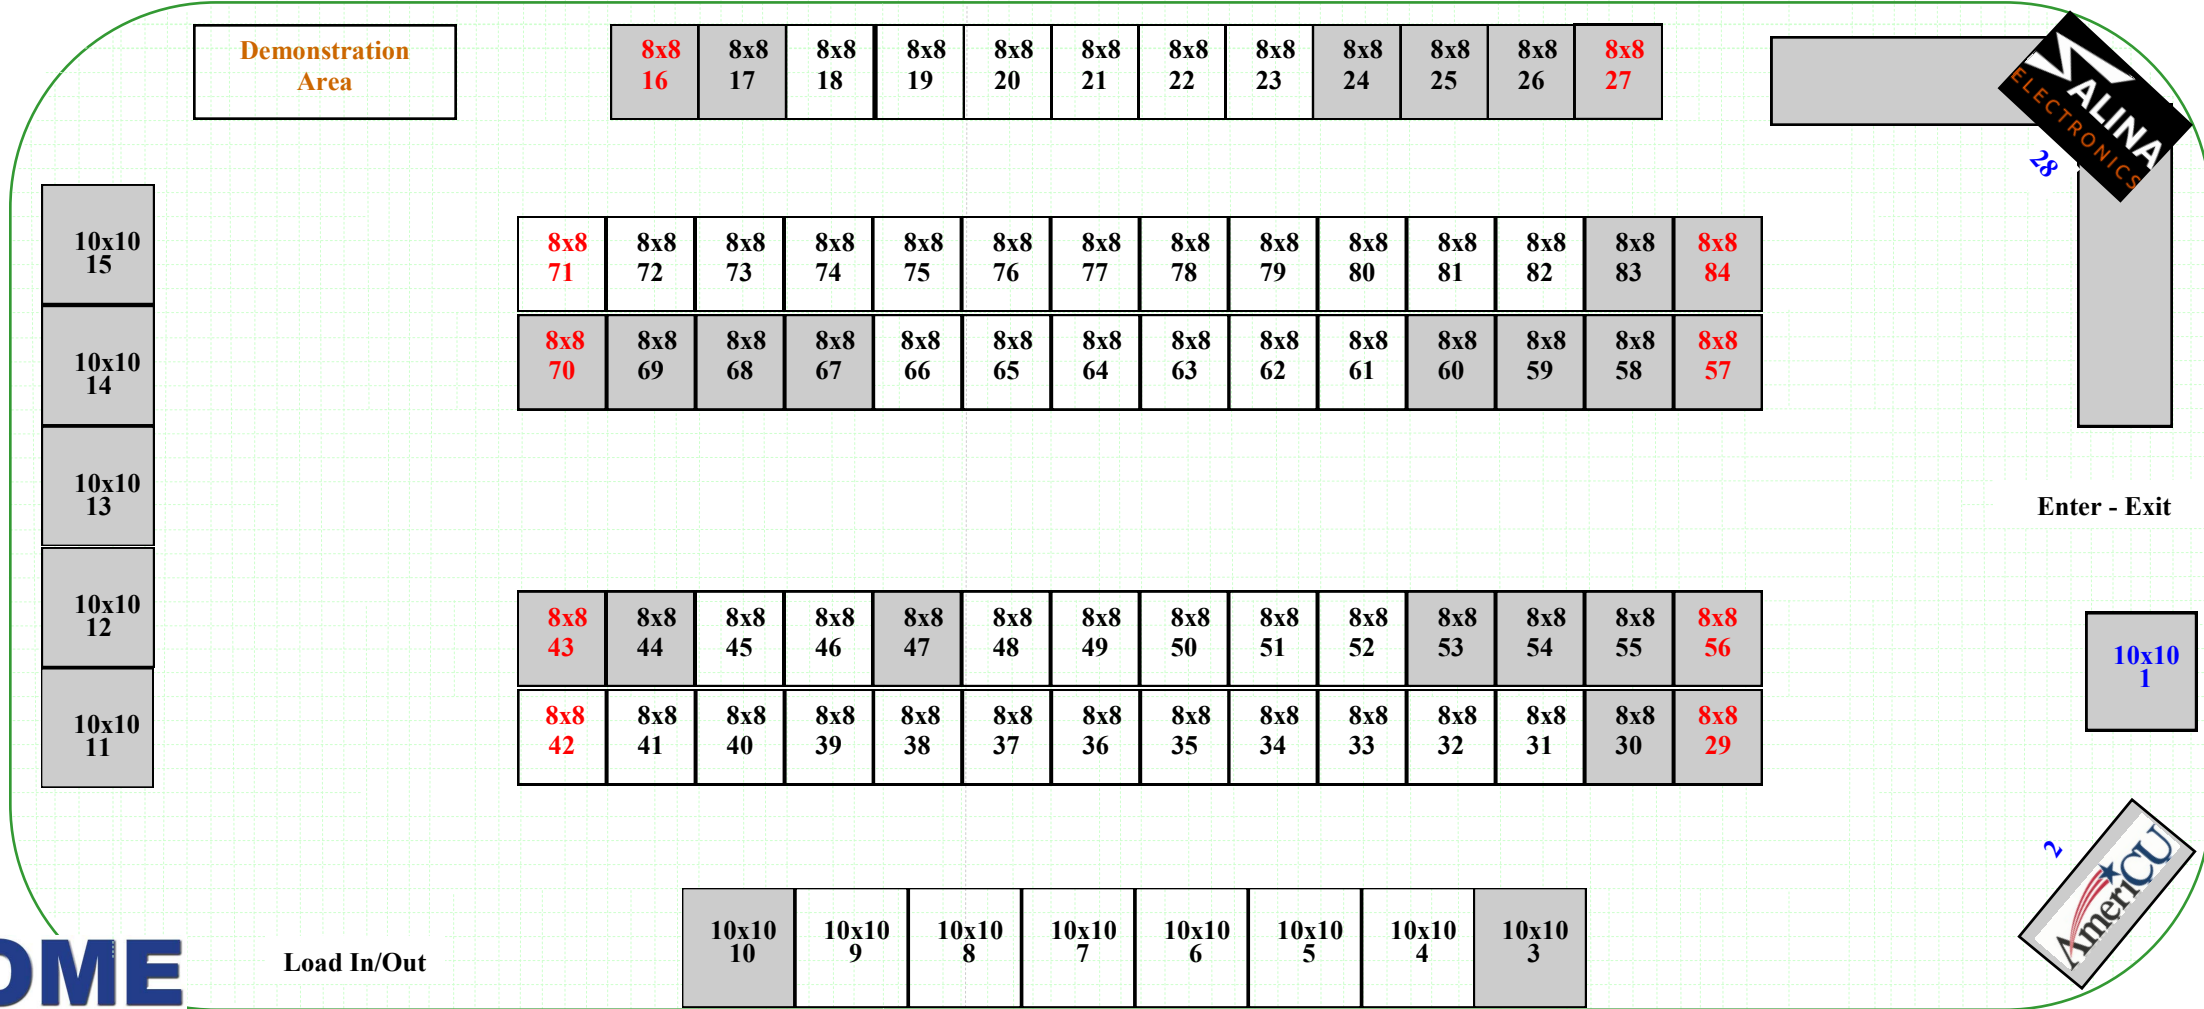 Demonstration
Area
8x8 8x8 8x8 8x8 8x8 8x8 8x8 8x8 8x8 8x8 8x8 8x8
16 17 18 19 20 21 22 23 24 25 26 27
SALINA
ELECTRONICS
28
10x10
15
8x8 8x8 8x8 8x8 8x8 8x8 8x8 8x8 8x8 8x8 8x8 8x8 8x8 8x8
71 72 73 74 75 76 77 78 79 80 81 82 83 84
10x10
14
8x8 8x8 8x8 8x8 8x8 8x8 8x8 8x8 8x8 8x8 8x8 8x8 8x8 8x8
70 69 68 67 66 65 64 63 62 61 60 59 58 57
10x10
13
Enter - Exit
10x10
12
8x8 8x8 8x8 8x8 8x8 8x8 8x8 8x8 8x8 8x8 8x8 8x8 8x8 8x8
43 44 45 46 47 48 49 50 51 52 53 54 55 56
10x10
1
10x10
11
8x8 8x8 8x8 8x8 8x8 8x8 8x8 8x8 8x8 8x8 8x8 8x8 8x8 8x8
42 41 40 39 38 37 36 35 34 33 32 31 30 29
2
AmeriCU
10x10 10x10 10x10 10x10 10x10 10x10 10x10 10x10
10 9 8 7 6 5 4 3
OME
Load In/Out